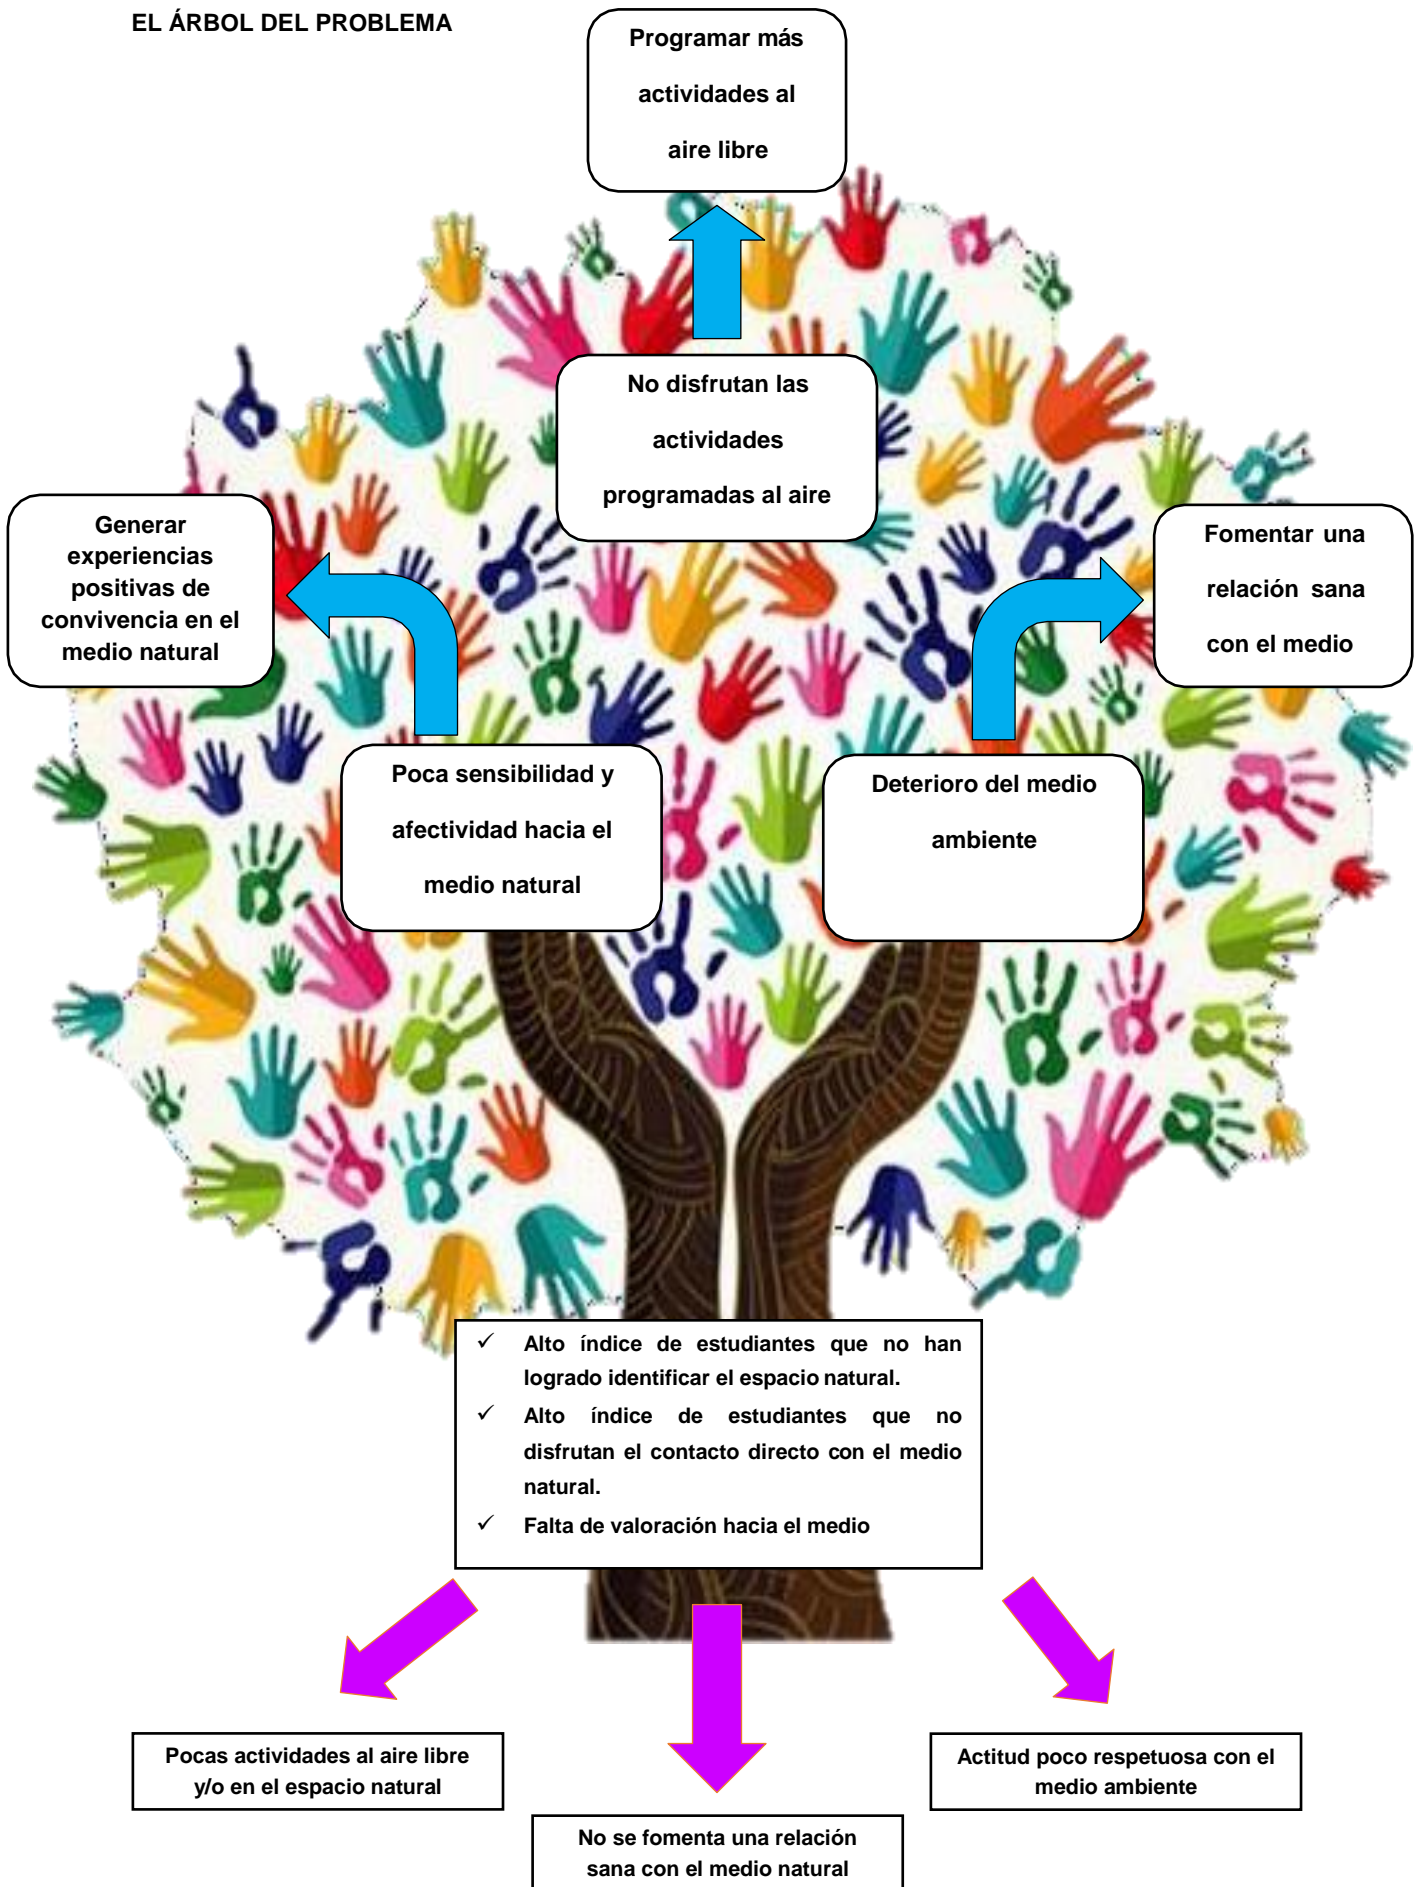 EL ÁRBOL DEL PROBLEMA
Programar más
actividades al
aire libre
No disfrutan las
actividades
programadas al aire
Generar
experiencias
positivas de
convivencia en el
medio natural
Fomentar una
relación sana
con el medio
Poca sensibilidad y
afectividad hacia el
medio natural
Deterioro del medio
ambiente
✓ Alto índice de estudiantes que no han
logrado identificar el espacio natural.
✓ Alto índice de estudiantes que no
disfrutan el contacto directo con el medio
natural.
✓ Falta de valoración hacia el medio
Pocas actividades al aire libre
y/o en el espacio natural
Actitud poco respetuosa con el
medio ambiente
No se fomenta una relación
sana con el medio natural